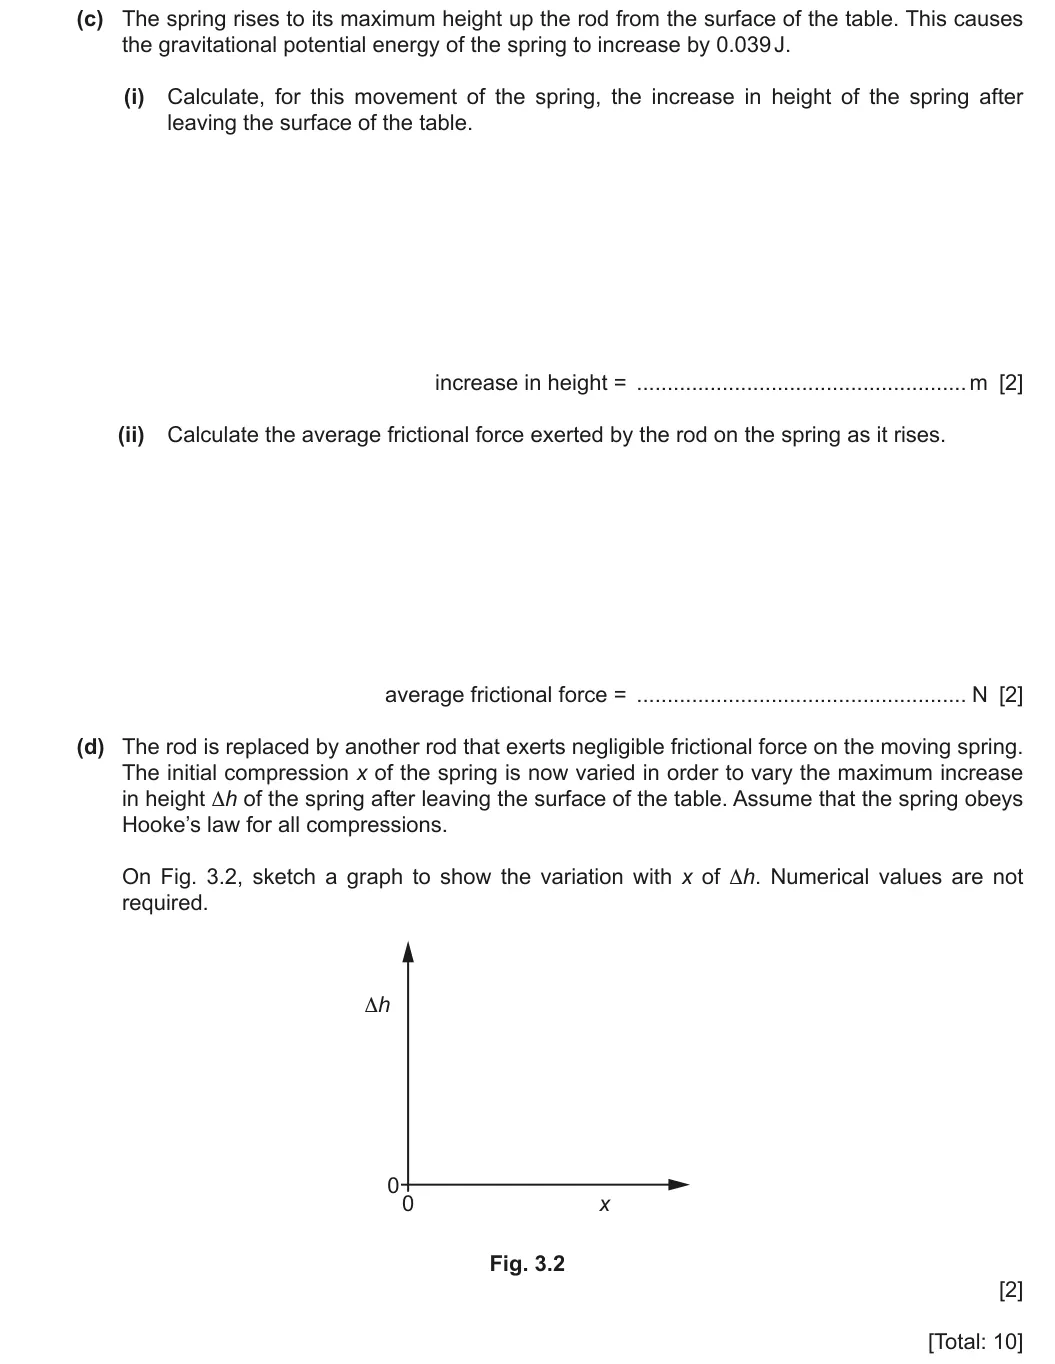 (c) The spring rises to its maximum height up the rod from the surface of the table. This causes
the gravitational potential energy of the spring to increase by 0.039 J.
(i) Calculate, for this movement of the spring, the increase in height of the spring after
leaving the surface of the table.
increase in height = ...................................................... m [2]
(ii) Calculate the average frictional force exerted by the rod on the spring as it rises.
average frictional force = ...................................................... N [2]
(d) The rod is replaced by another rod that exerts negligible frictional force on the moving spring.
The initial compression x of the spring is now varied in order to vary the maximum increase
in height Δh of the spring after leaving the surface of the table. Assume that the spring obeys
Hooke's law for all compressions.
On Fig. 3.2, sketch a graph to show the variation with x of Δh. Numerical values are not
required.
Δh
0
0
x
Fig. 3.2
[2]
[Total: 10]